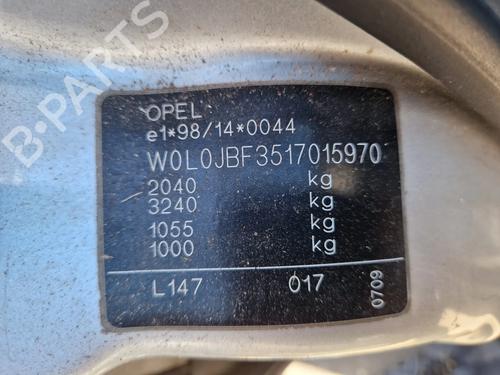 B-PARTS
OPEL
e1*98/14*0044
W0L0JBF3517015970
2040 kg
3240 kg
1055 kg
1000 kg
L147 017
0709